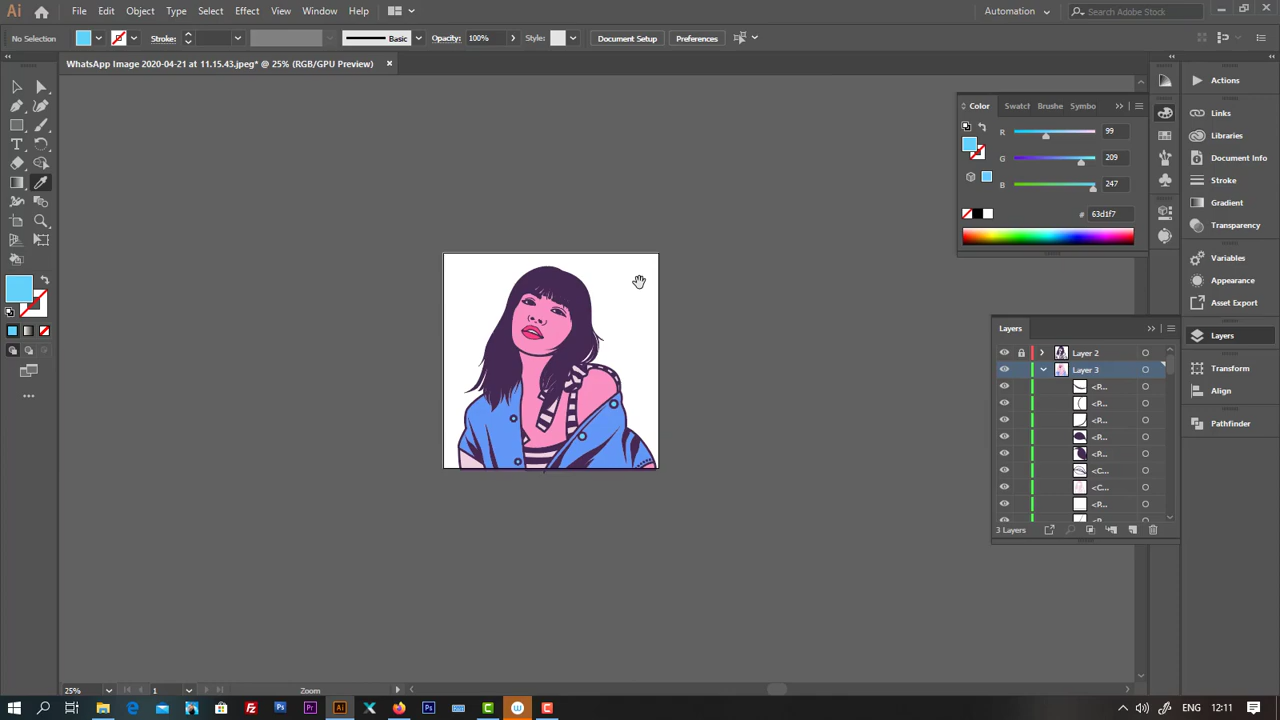 Ai File Edit Object Type Select Effect View Window Help Automation Search Adobe Stock
No Selection Stroke: Basic Opacity: 100% Style: Document Setup Preferences
WhatsApp Image 2020-04-21 at 11.15.43.jpeg* @ 25% (RGB/GPU Preview)
Color Swatch Brushe Symbo
R 99
G 209
B 247
# 63d1f7
Layers
Layer 2
Layer 3
<P...
<P...
<P...
<P...
<P...
<C...
<C...
<P...
3 Layers
Actions
Links
Libraries
Document Info
Stroke
Gradient
Transparency
Variables
Appearance
Asset Export
Layers
Transform
Align
Pathfinder
25% 1 Zoom
ENG 12:11